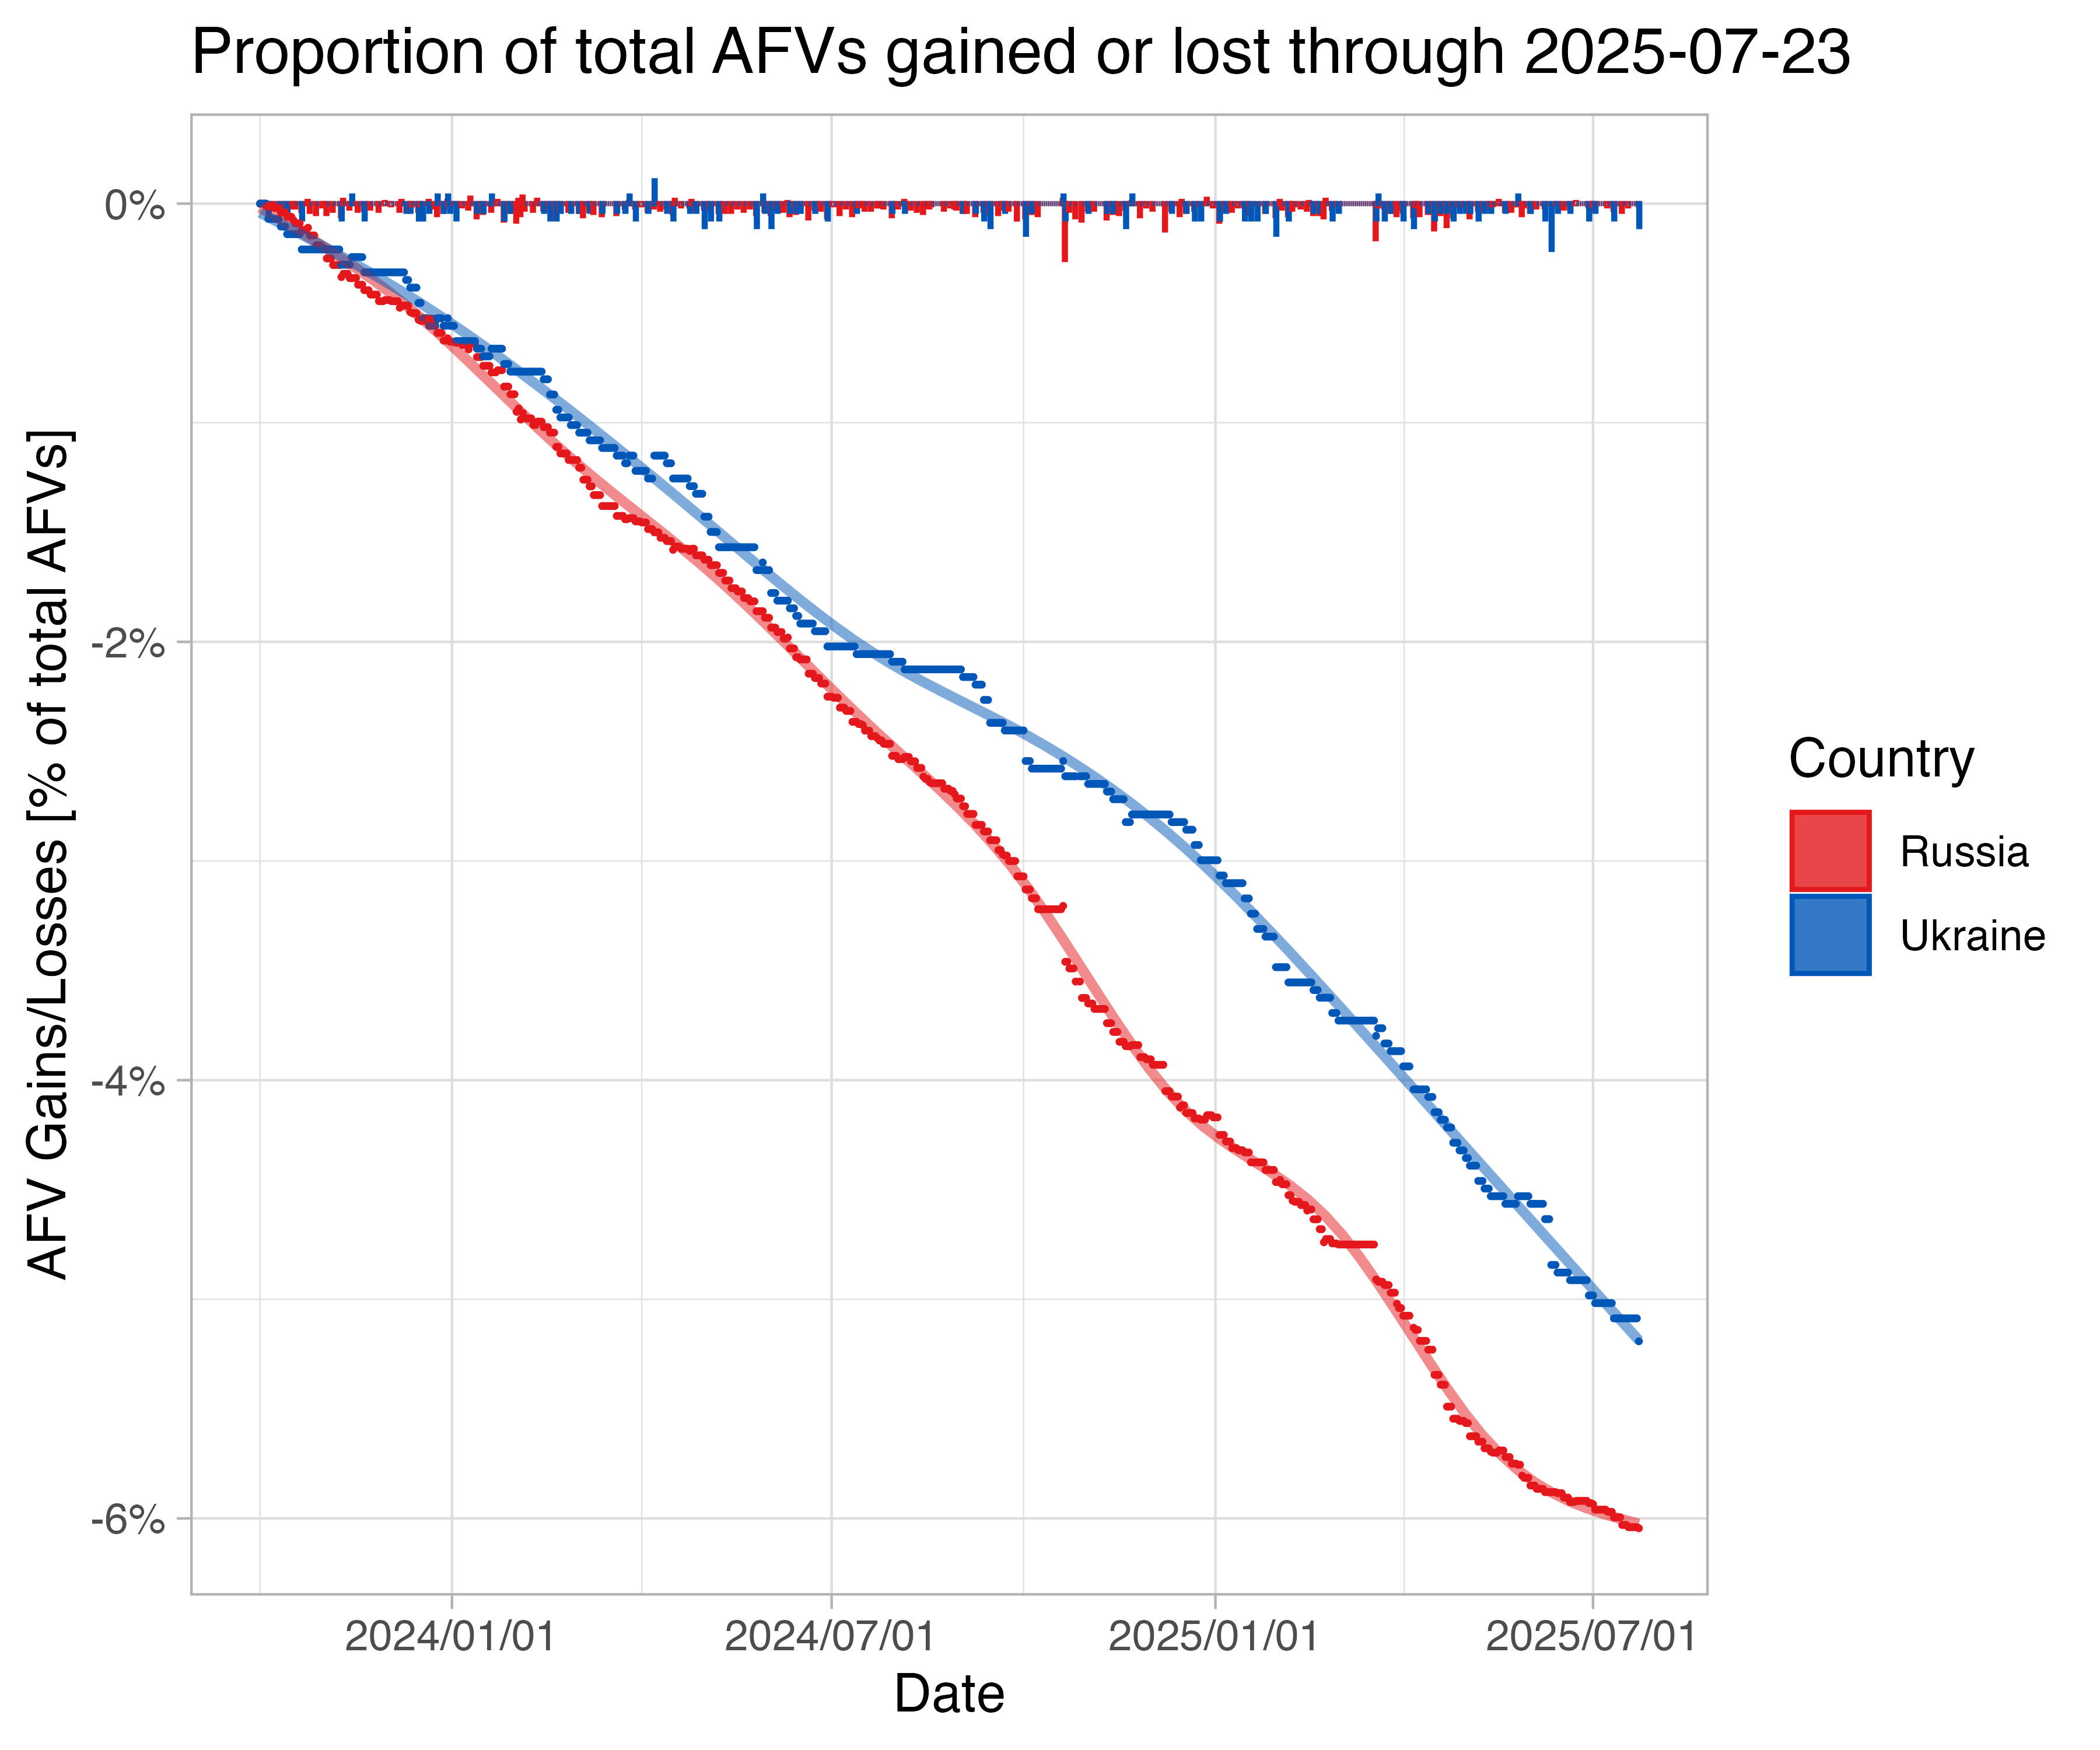 Proportion of total AFVs gained or lost through 2025-07-23
AFV Gains/Losses [% of total AFVs]
0%
-2%
-4%
-6%
2024/01/01
2024/07/01
2025/01/01
2025/07/01
Date
Country
Russia
Ukraine